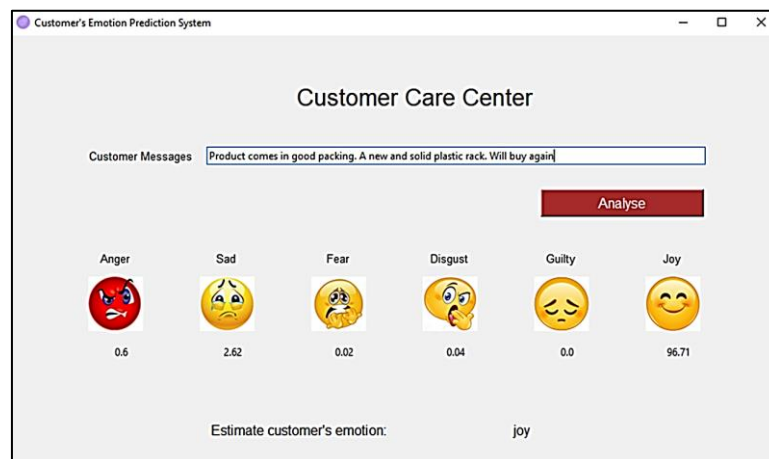 Customer's Emotion Prediction System
Customer Care Center
Customer Messages Product comes in good packing. A new and solid plastic rack. Will buy again
Analyse
Anger Sad Fear Disgust Guilty Joy
0.6 2.62 0.02 0.04 0.0 96.71
Estimate customer's emotion: joy